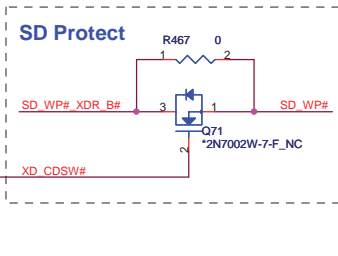 SD Protect
R467 0
1 2
SD_WP#_XDR_B# 3 1 SD_WP#
Q71
*2N7002W-7-F_NC
2
XD_CDSW#